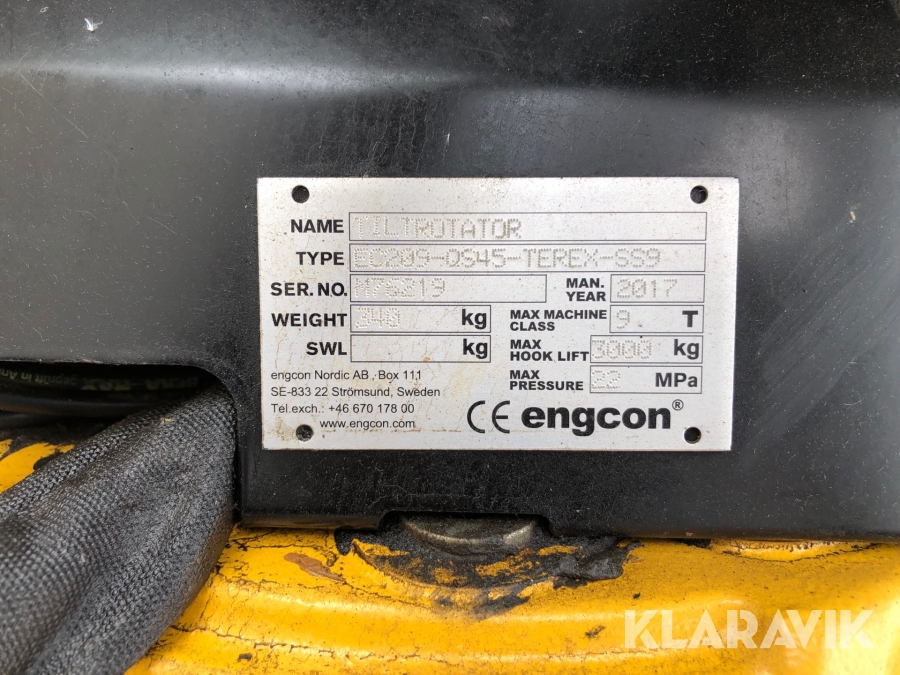 NAME TILTROTATOR
TYPE EC209-QS45-TEREX-SS9
SER. NO. M76219 MAN. YEAR 2017
WEIGHT 340 kg MAX MACHINE CLASS 9 T
SWL kg MAX HOOK LIFT 3000 kg
engcon Nordic AB, Box 111 MAX PRESSURE 22 MPa
SE-833 22 Strömsund, Sweden
Tel.exch.: +46 670 178 00
www.engcon.com
CE engcon®
KLARAVIK